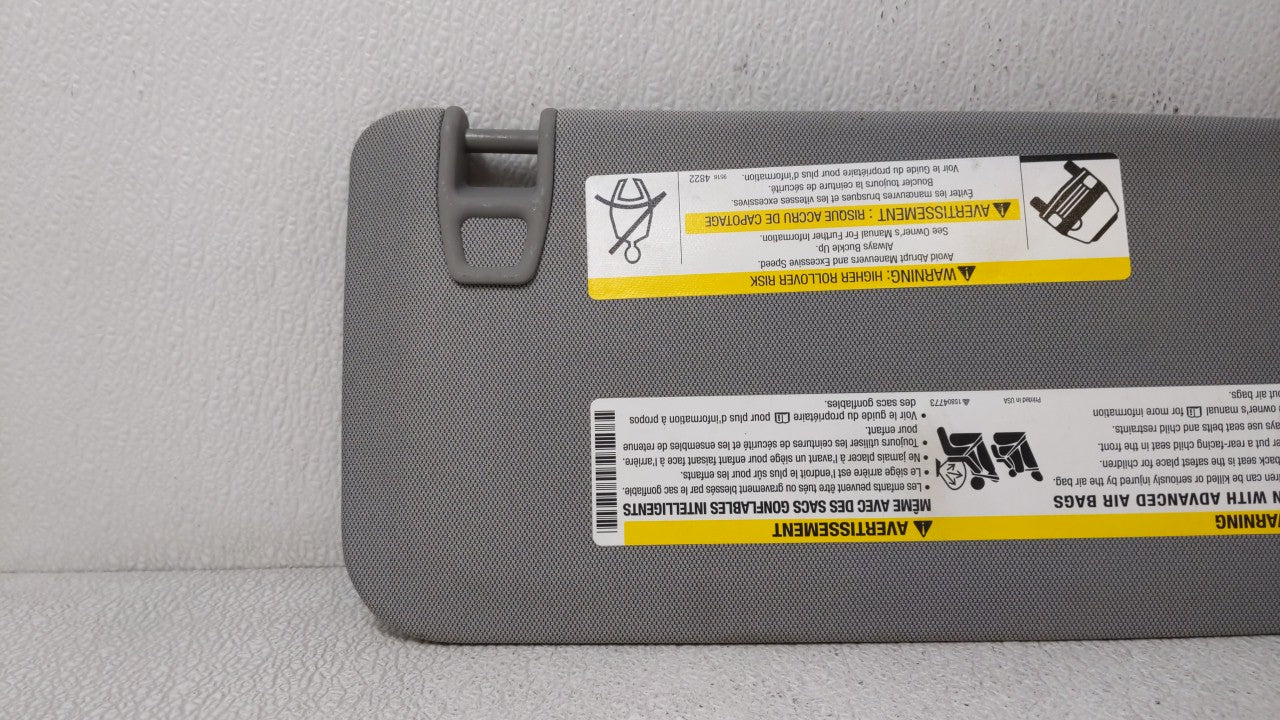 ARNING
N WITH ADVANCED AIR BAGS
ren can be killed or seriously injured by the air bag.
back seat is the safest place for children.
er put a rear-facing child seat in the front.
ays use seat belts and child restraints.
owner's manual for more information
ut air bags.
Printed in USA
15804773
AVERTISSEMENT
MÊME AVEC DES SACS GONFLABLES INTELLIGENTS
• Les enfants peuvent être tués ou gravement blessés par le sac gonflable.
• Le siège arrière est l'endroit le plus sûr pour les enfants.
• Ne jamais placer à l'avant un siège pour enfant faisant face à l'arrière.
• Toujours utiliser les ceintures de sécurité et les ensembles de retenue
pour enfant.
• Voir le guide du propriétaire pour plus d'information à propos
des sacs gonflables.
WARNING: HIGHER ROLLOVER RISK
Avoid Abrupt Maneuvers and Excessive Speed.
Always Buckle Up.
See Owner's Manual For Further Information.
AVERTISSEMENT : RISQUE ACCRU DE CAPOTAGE
Éviter les manœuvres brusques et les vitesses excessives.
Boucler toujours la ceinture de sécurité.
Voir le Guide du propriétaire pour plus d'information.
9516 4822